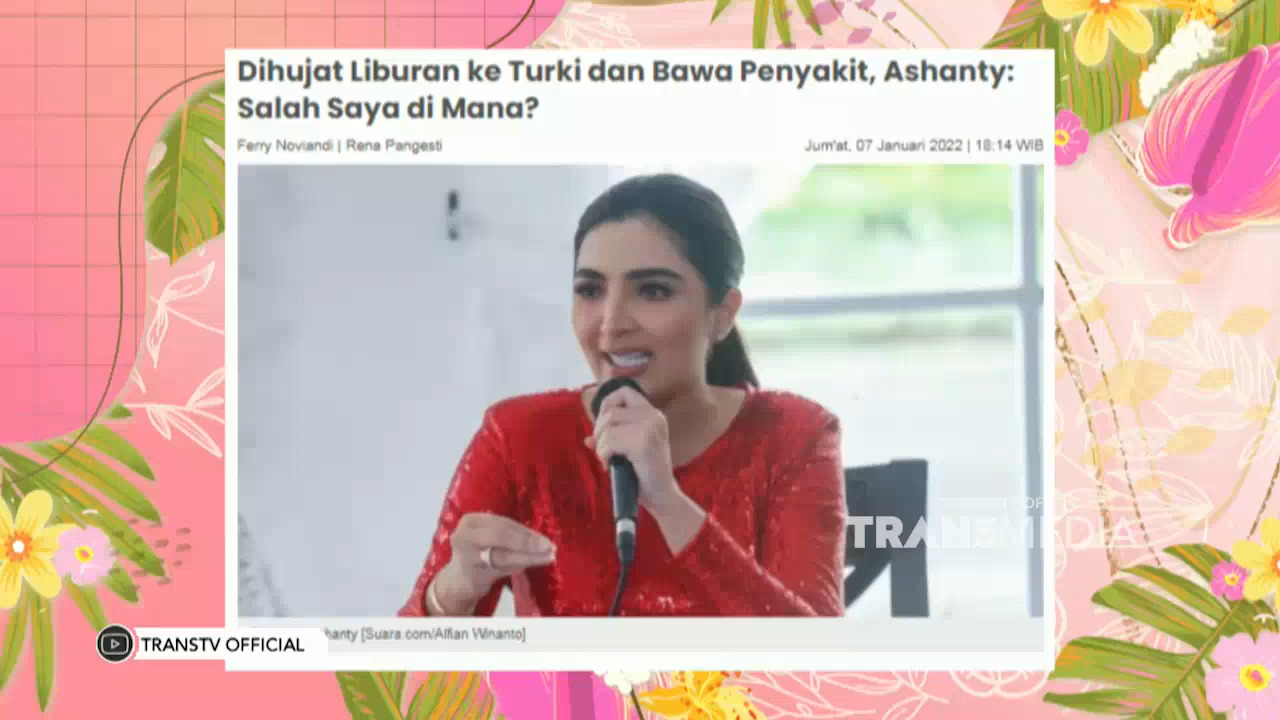 Dihujat Liburan ke Turki dan Bawa Penyakit, Ashanty:
Salah Saya di Mana?
Ferry Noviandi | Rena Pangesti
Jum'at, 07 Januari 2022 | 18:14 WIB
TRANSMEDIA
hanty [Suara.com/Alfian Winanto]
TRANSTV OFFICIAL